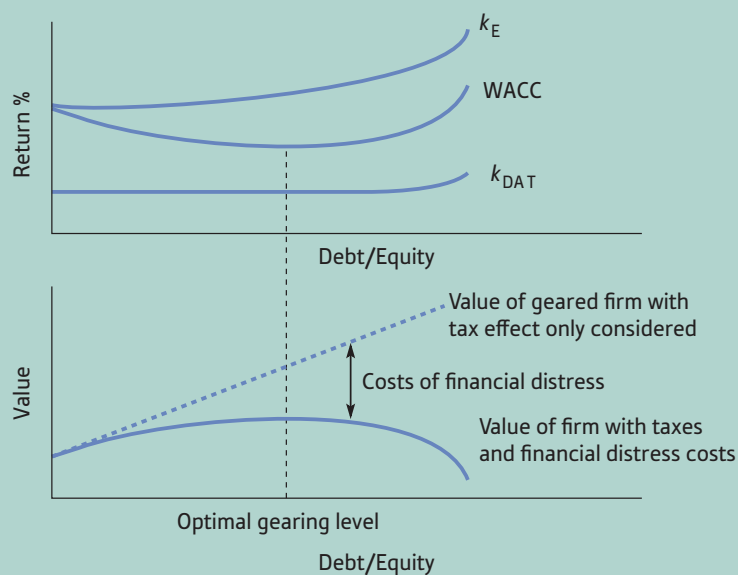 k_E
WACC
k_DAT
Return %
Debt/Equity
Value of geared firm with
tax effect only considered
Costs of financial distress
Value
Value of firm with taxes
and financial distress costs
Optimal gearing level
Debt/Equity